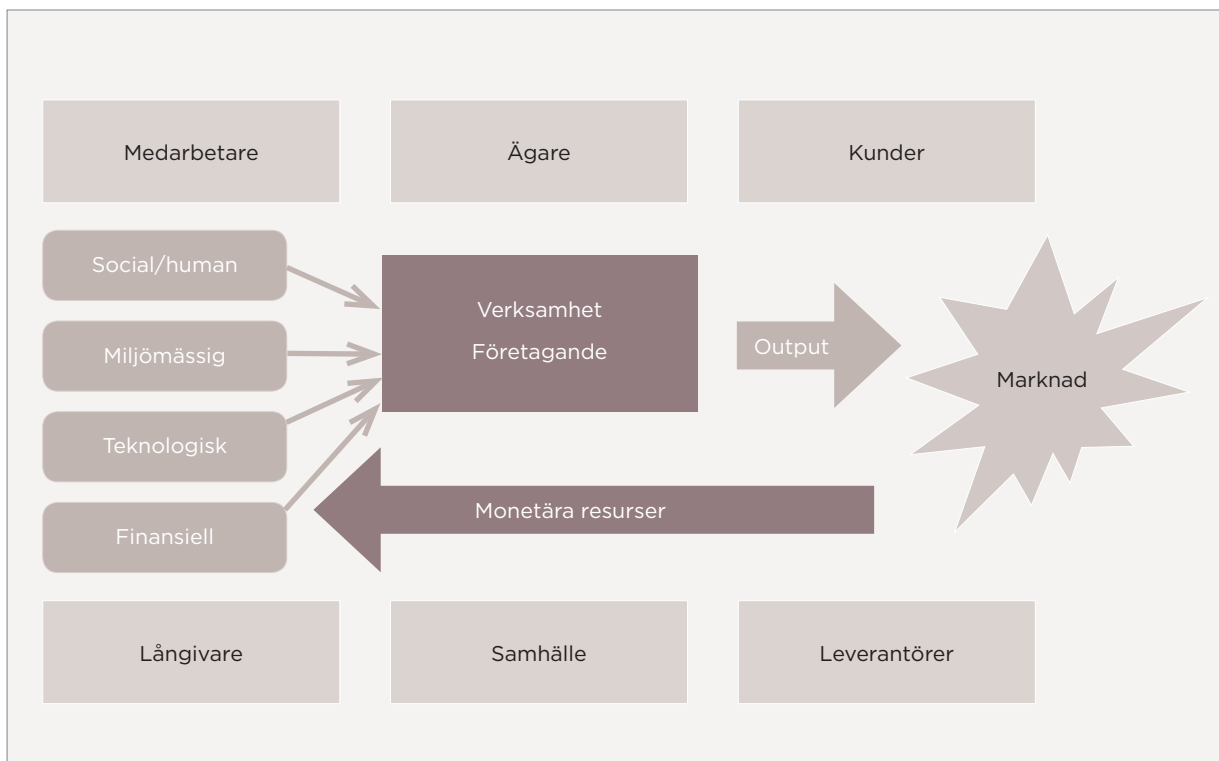 Medarbetare
Ägare
Kunder
Social/human
Miljömässig
Teknologisk
Finansiell
Verksamhet
Företagande
Output
Marknad
Monetära resurser
Långivare
Samhälle
Leverantörer